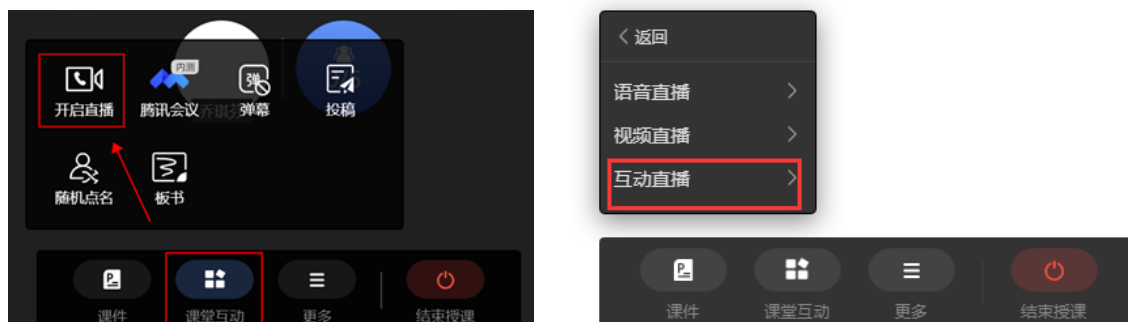 内测
弹
开启直播
腾讯会议
弹幕
投稿
随机点名
板书
课件
课堂互动
更多
结束授课
返回
语音直播
视频直播
互动直播
课件
课堂互动
更多
结束授课